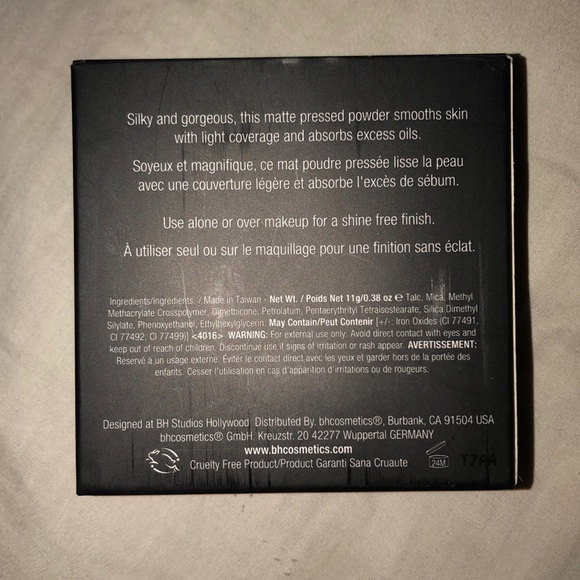 Silky and gorgeous, this matte pressed powder smooths skin
with light coverage and absorbs excess oils.
Soyeux et magnifique, ce mat poudre pressée lisse la peau
avec une couverture légère et absorbe l'excès de sébum.
Use alone or over makeup for a shine free finish.
À utiliser seul ou sur le maquillage pour une finition sans éclat.
Ingredients/ingrédients: / Made in Taiwan - Net Wt. / Poids Net 11g/0.38 oz ℮ Talc, Mica, Methyl
Methacrylate Crosspolymer, Dimethicone, Petrolatum, Pentaerythrityl Tetraisostearate, Silica Dimethyl
Silylate, Phenoxyethanol, Ethylhexylglycerin. May Contain/Peut Contenir [+/-: Iron Oxides (CI 77491,
CI 77492, CI 77499)] <4016> WARNING: For external use only. Avoid direct contact with eyes and
keep out of reach of children. Discontinue use if signs of irritation or rash appear. AVERTISSEMENT:
Réservé à un usage externe. Éviter le contact direct avec les yeux et garder hors de la portée des
enfants. Cesser l'utilisation en cas d'apparition d'irritations ou de rougeurs.
Designed at BH Studios Hollywood Distributed By. bhcosmetics®, Burbank, CA 91504 USA
bhcosmetics® GmbH. Kreuzstr. 20 42277 Wuppertal GERMANY
www.bhcosmetics.com
Cruelty Free Product/Product Garanti Sana Cruaute
24M